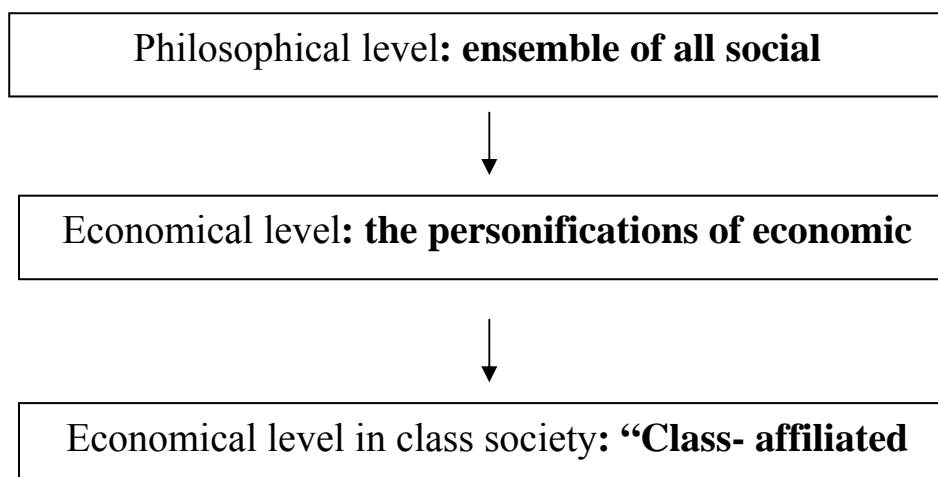 Philosophical level: ensemble of all social
Economical level: the personifications of economic
Economical level in class society: “Class- affiliated